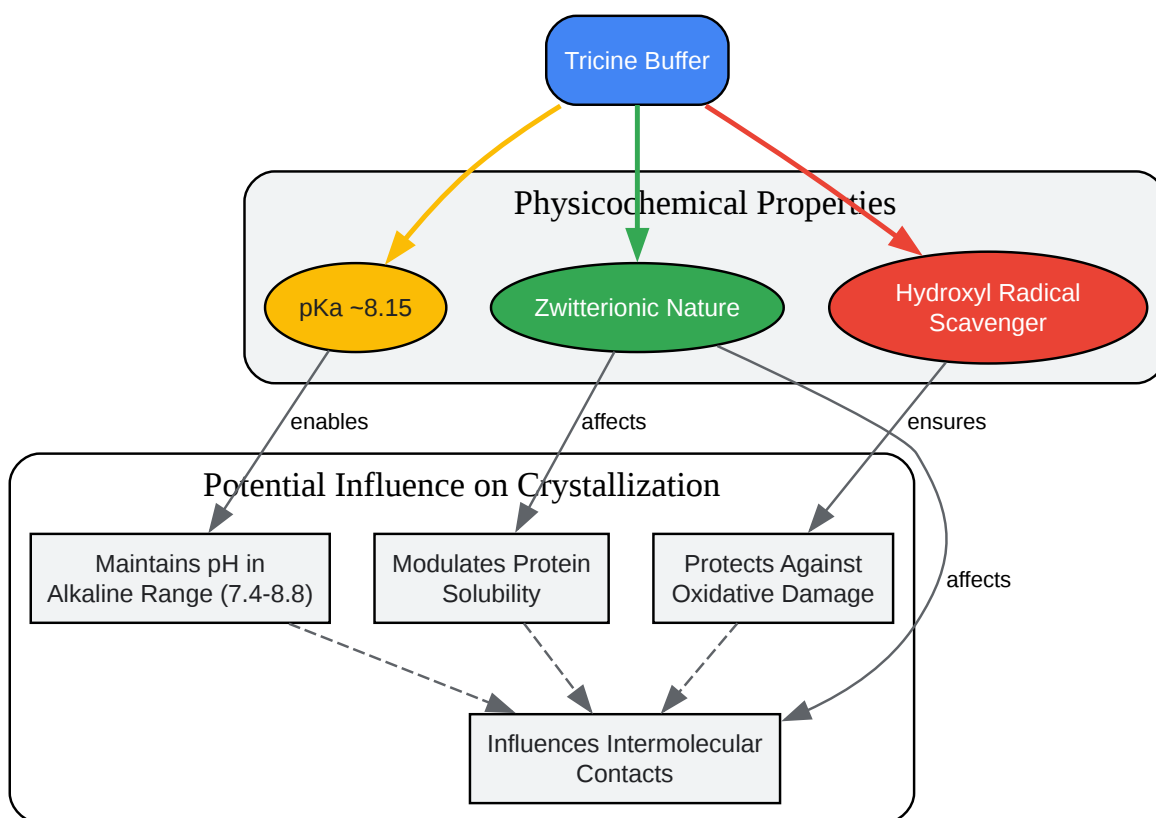 Tricine Buffer
Physicochemical Properties
pKa ~8.15
Zwitterionic Nature
Hydroxyl Radical
Scavenger
enables
affects
ensures
Potential Influence on Crystallization
Maintains pH in
Alkaline Range (7.4-8.8)
Modulates Protein
Solubility
Protects Against
Oxidative Damage
affects
Influences Intermolecular
Contacts